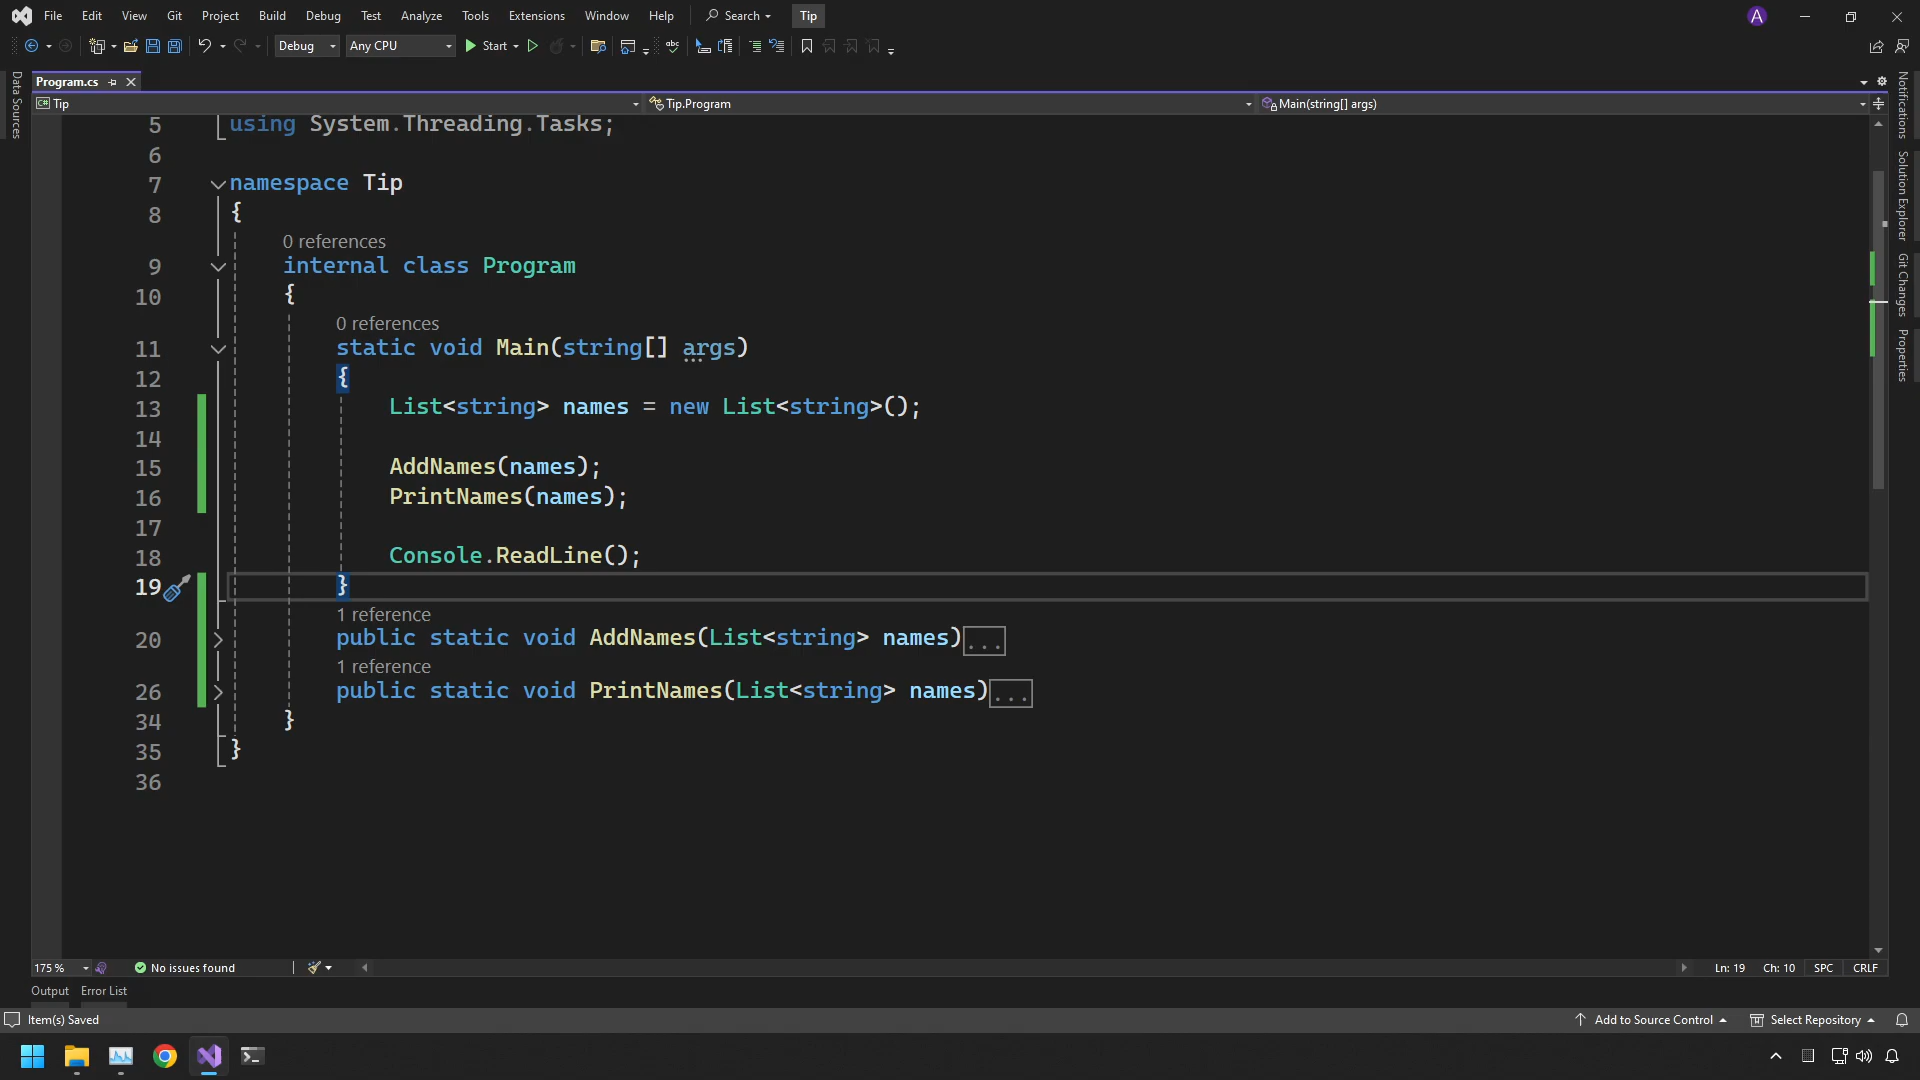 File Edit View Git Project Build Debug Test Analyze Tools Extensions Window Help Search Tip A
Debug Any CPU Start
Data Sources
Program.cs
Tip Tip.Program Main(string[] args)
5 using System.Threading.Tasks;
6
7 namespace Tip
8 {
0 references
9 internal class Program
10 {
0 references
11 static void Main(string[] args)
12 {
13 List<string> names = new List<string>();
14
15 AddNames(names);
16 PrintNames(names);
17
18 Console.ReadLine();
19 }
1 reference
20 public static void AddNames(List<string> names)...
1 reference
26 public static void PrintNames(List<string> names)...
34 }
35 }
36
Notifications
Solution Explorer
Git Changes
Properties
175 % No issues found Ln: 19 Ch: 10 SPC CRLF
Output Error List
Item(s) Saved Add to Source Control Select Repository